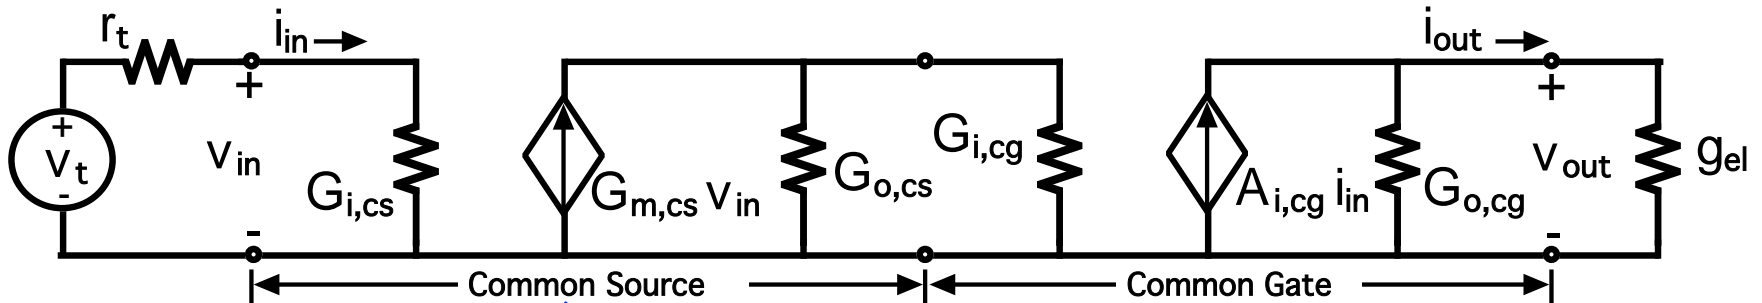 r_t
i_in
i_out
+
+
+
v_t
-
v_in
G_i,cs
G_m,cs v_in
G_o,cs
G_i,cg
A_i,cg i_in
G_o,cg
v_out
g_el
-
-
Common Source
Common Gate